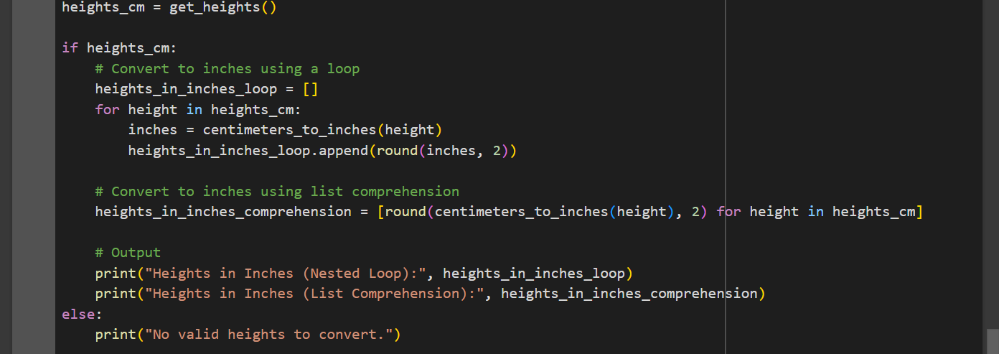 heights_cm = get_heights()
if heights_cm:
# Convert to inches using a loop
heights_in_inches_loop = []
for height in heights_cm:
inches = centimeters_to_inches(height)
heights_in_inches_loop.append(round(inches, 2))
# Convert to inches using list comprehension
heights_in_inches_comprehension = [round(centimeters_to_inches(height), 2) for height in heights_cm]
# Output
print("Heights in Inches (Nested Loop):", heights_in_inches_loop)
print("Heights in Inches (List Comprehension):", heights_in_inches_comprehension)
else:
print("No valid heights to convert.")